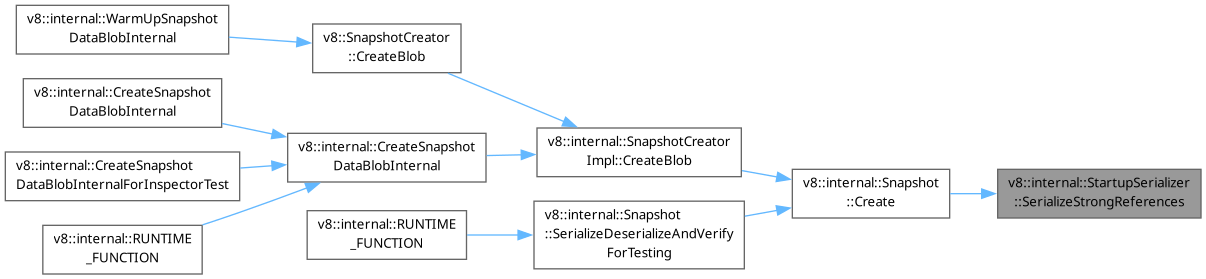 v8::internal::WarmUpSnapshot
DataBlobInternal
v8::SnapshotCreator
::CreateBlob
v8::internal::CreateSnapshot
DataBlobInternal
v8::internal::CreateSnapshot
DataBlobInternalForInspectorTest
v8::internal::RUNTIME
_FUNCTION
v8::internal::CreateSnapshot
DataBlobInternal
v8::internal::RUNTIME
_FUNCTION
v8::internal::SnapshotCreator
Impl::CreateBlob
v8::internal::Snapshot
::SerializeDeserializeAndVerify
ForTesting
v8::internal::Snapshot
::Create
v8::internal::StartupSerializer
::SerializeStrongReferences